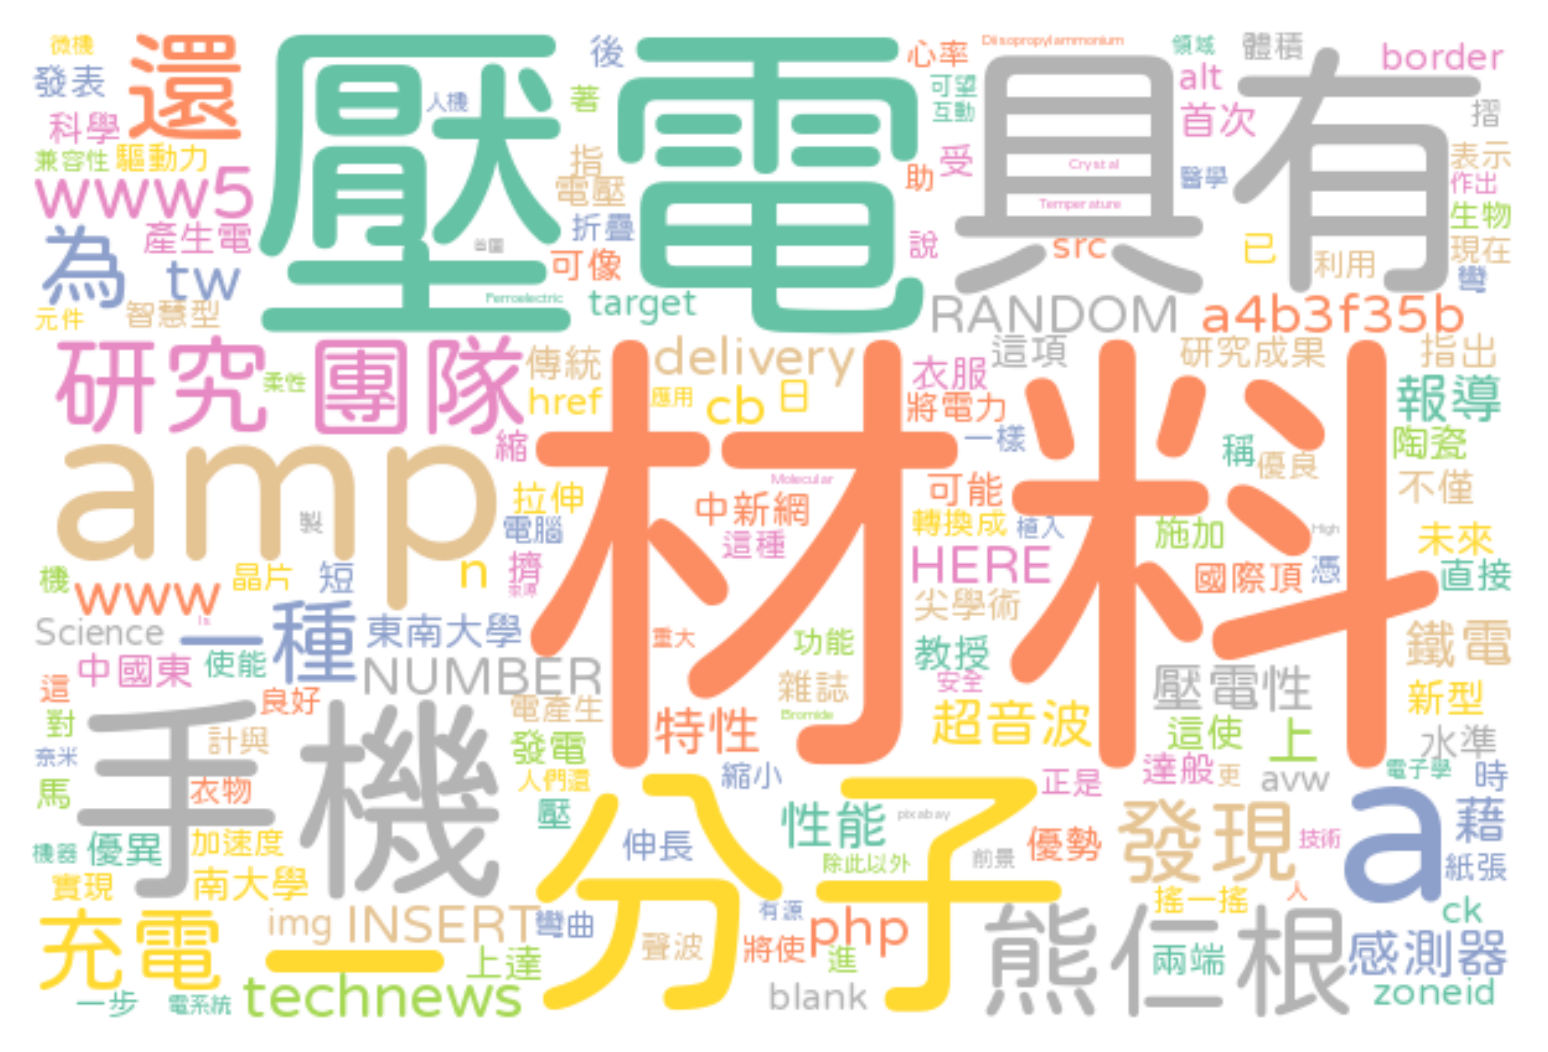 微機
還
壓電
後
心率
Diisopropylammonium
領域
體積
具有
border
發表
人機
著
可望
互動
alt
首次
摺
科學
兼容性
驅動力
指
受
Crystal
醫學
表示
作出
www5
電壓
助
Temperature
生物
產生電
折疊
說
src
已
利用
現在
為
tw
可像
彎
元件
智慧型
Ferroelectric
target
RANDOM
a4b3f35b
研究
團隊
柔性
傳統
delivery
這項
研究成果
指出
href
應用
cb
日
衣服
將電力
報導
材料
amp
縮
一樣
稱
優良
陶瓷
Molecular
拉伸
中新網
可能
不僅
製
電腦
這種
轉換成
植入
施加
High
未來
機
www
晶片
短
n
擠
HERE
國際頂
憑
直接
尖學術
Science
Is
一種
東南大學
重大
功能
教授
鐵電
中國東
使能
NUMBER
安全
雜誌
壓電性
這
良好
新型
對
手機
計與
電產生
特性
Bromide
超音波
這使
上
水準
奈米
發電
衣物
人們還
縮小
正是
達般
更
avw
電子學
時
馬
分子
壓
性能
pixabay
發現
a
藉
機器
優異
加速度
伸長
除此以外
前景
優勢
技術
紙張
實現
南大學
搖一搖
人
充電
img
INSERT
彎曲
有源
php
熊仁根
ck
一
上達
聲波
將使
進
兩端
感測器
一步
電系統
technews
blank
zoneid